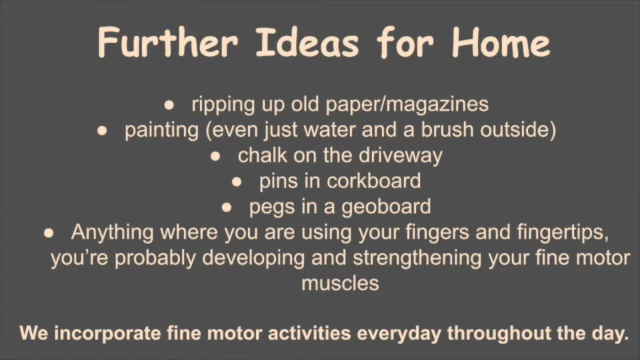 Further Ideas for Home
● ripping up old paper/magazines
● painting (even just water and a brush outside)
● chalk on the driveway
● pins in corkboard
● pegs in a geoboard
● Anything where you are using your fingers and fingertips,
you're probably developing and strengthening your fine motor
muscles
We incorporate fine motor activities everyday throughout the day.